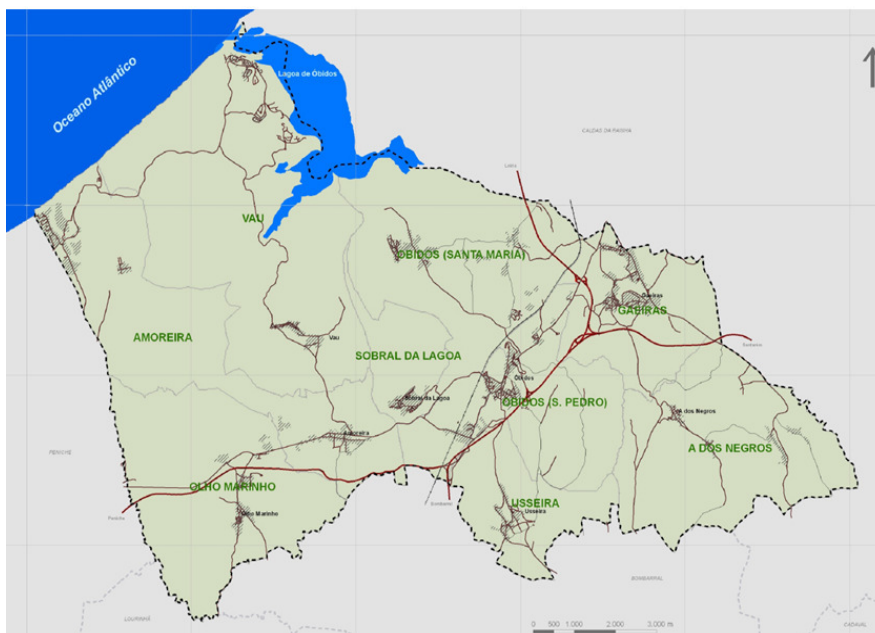 Lagoa de Óbidos
Oceano Atlântico
CALDAS DA RAINHA
VAU
ÓBIDOS (SANTA MARIA)
Gaeiras
GAEIRAS
AMOREIRA
Vau
SOBRAL DA LAGOA
Óbidos
Sobral da Lagoa
ÓBIDOS (S. PEDRO)
A dos Negros
Amoreira
A DOS NEGROS
PENICHE
OLHO MARINHO
USSEIRA
Usseira
Olho Marinho
Peniche
BOMBARRAL
LOURINHÃ
CADAVAL
0 500 1.000 2.000 3.000 m